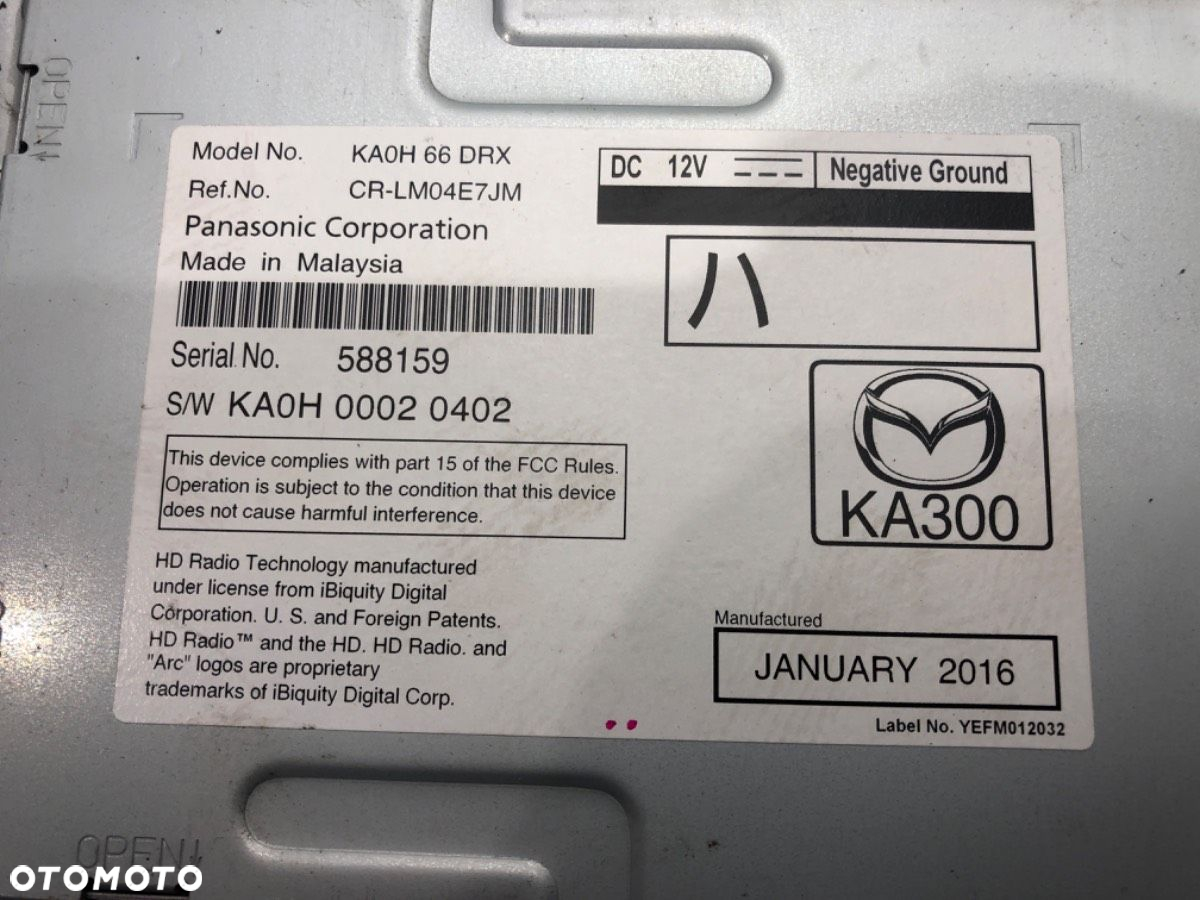 OPEN
Model No. KA0H 66 DRX
Ref.No. CR-LM04E7JM
Panasonic Corporation
Made in Malaysia
DC 12V Negative Ground
ハ
Serial No. 588159
S/W KA0H 0002 0402
KA300
This device complies with part 15 of the FCC Rules.
Operation is subject to the condition that this device
does not cause harmful interference.
HD Radio Technology manufactured
under license from iBiquity Digital
Corporation. U. S. and Foreign Patents.
HD Radio™ and the HD. HD Radio. and
"Arc" logos are proprietary
trademarks of iBiquity Digital Corp.
Manufactured
JANUARY 2016
Label No. YEFM012032
OPEN
OTOMOTO